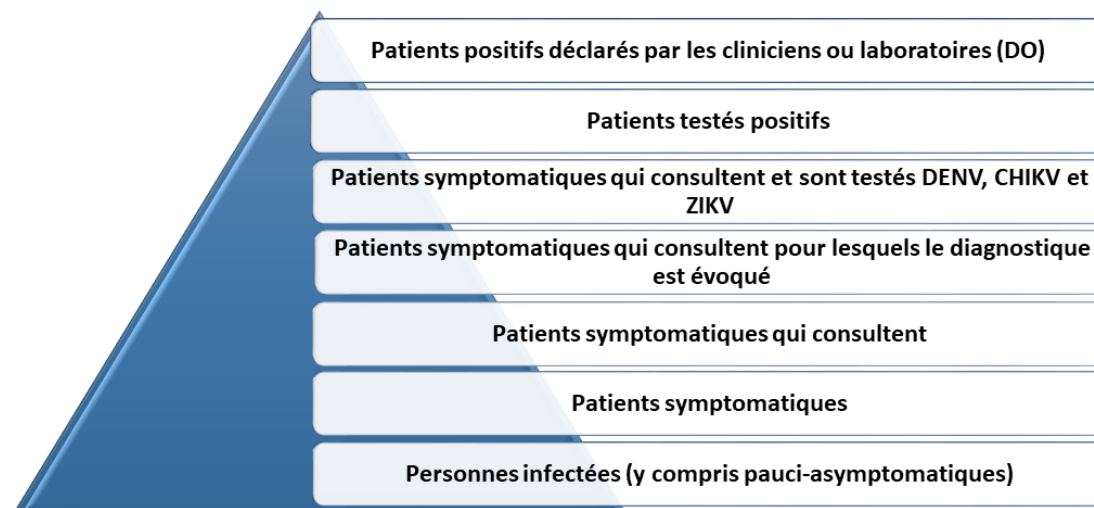 Patients positifs déclarés par les cliniciens ou laboratoires (DO)
Patients testés positifs
Patients symptomatiques qui consultent et sont testés DENV, CHIKV et
ZIKV
Patients symptomatiques qui consultent pour lesquels le diagnostique
est évoqué
Patients symptomatiques qui consultent
Patients symptomatiques
Personnes infectées (y compris pauci-asymptomatiques)